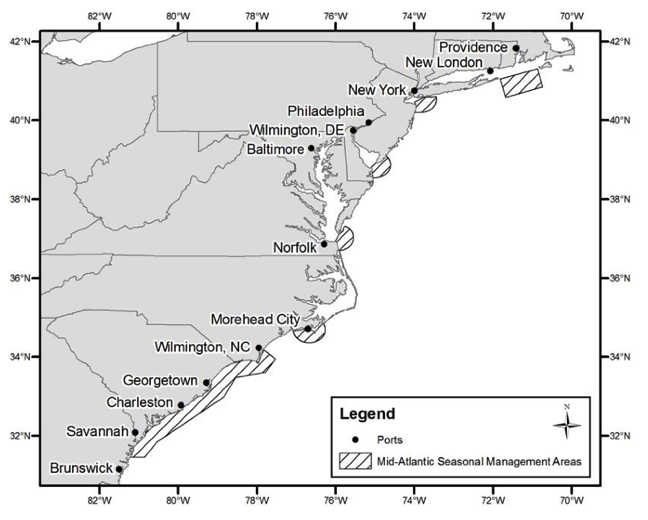 82°W 80°W 78°W 76°W 74°W 72°W 70°W
42°N 42°N
Providence
New London
New York
40°N 40°N
Philadelphia
Wilmington, DE
Baltimore
38°N 38°N
Norfolk
36°N 36°N
Morehead City
Wilmington, NC
34°N 34°N
Georgetown
Charleston
Savannah
32°N 32°N
Brunswick
Legend
N
Ports
Mid-Atlantic Seasonal Management Areas
82°W 80°W 78°W 76°W 74°W 72°W 70°W